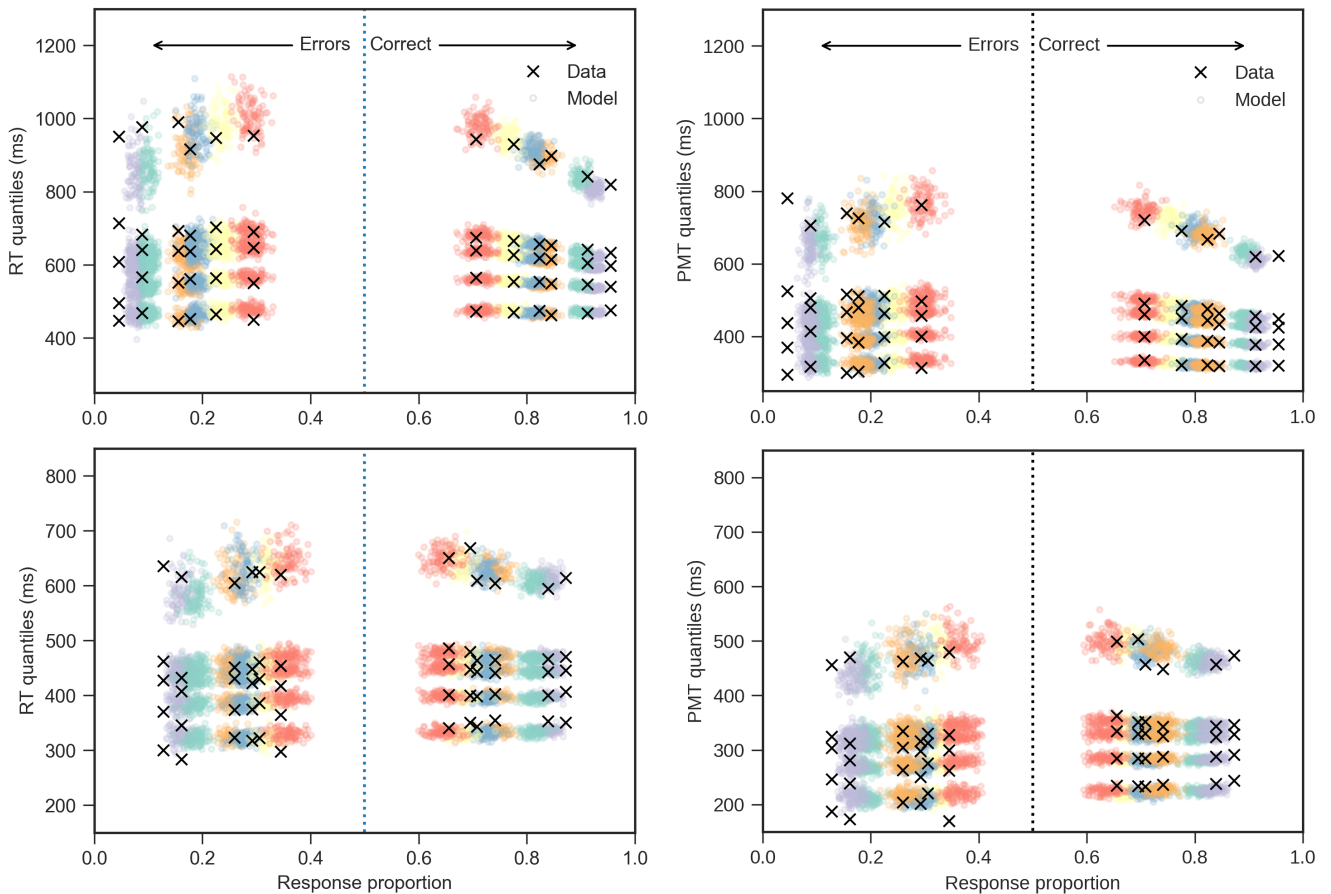 1200
1000
800
600
400
RT quantiles (ms)
Errors Correct
Data
Model
0.0 0.2 0.4 0.6 0.8 1.0
1200
1000
800
600
400
PMT quantiles (ms)
Errors Correct
Data
Model
0.0 0.2 0.4 0.6 0.8 1.0
800
700
600
500
400
300
200
RT quantiles (ms)
0.0 0.2 0.4 0.6 0.8 1.0
Response proportion
800
700
600
500
400
300
200
PMT quantiles (ms)
0.0 0.2 0.4 0.6 0.8 1.0
Response proportion